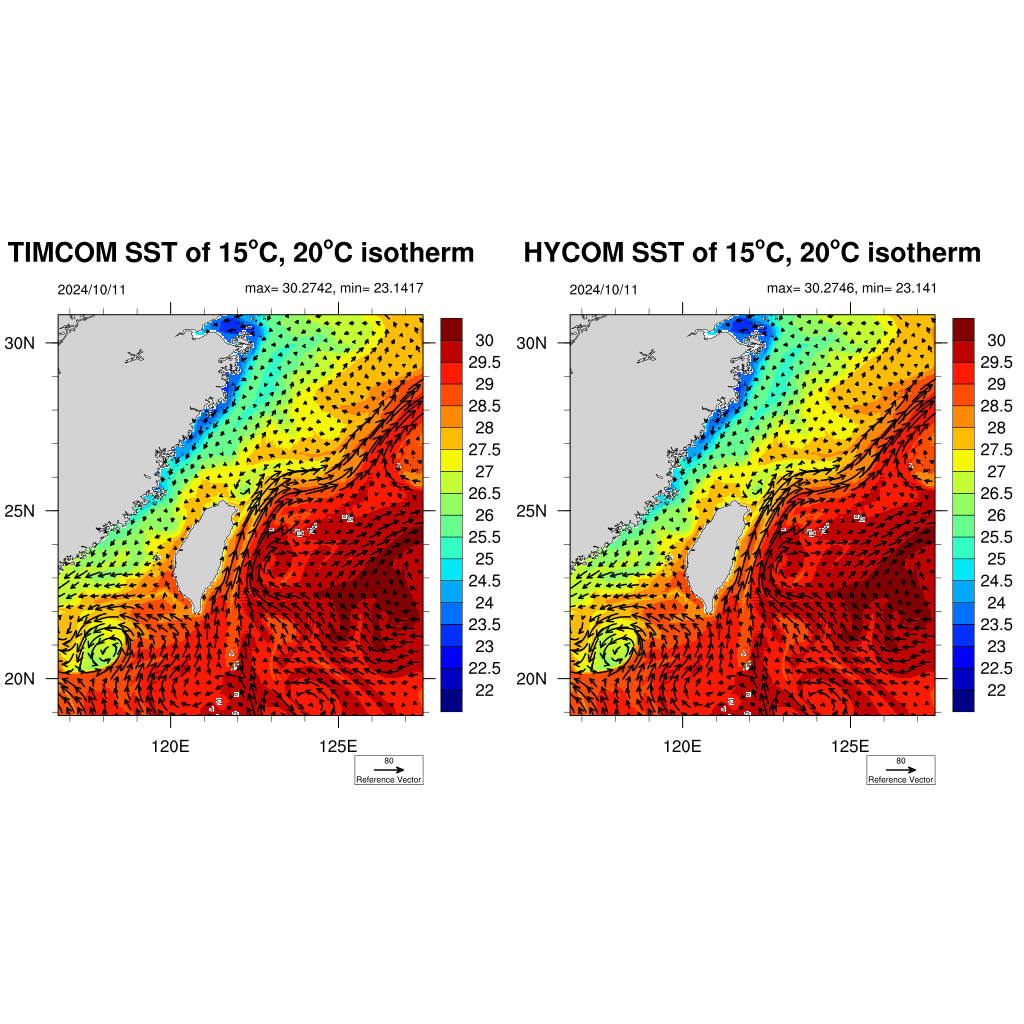 TIMCOM SST of 15°C, 20°C isotherm
2024/10/11
max= 30.2742, min= 23.1417
30N
25N
20N
120E
125E
30
29.5
29
28.5
28
27.5
27
26.5
26
25.5
25
24.5
24
23.5
23
22.5
22
80
Reference Vector
HYCOM SST of 15°C, 20°C isotherm
2024/10/11
max= 30.2746, min= 23.141
30N
25N
20N
120E
125E
30
29.5
29
28.5
28
27.5
27
26.5
26
25.5
25
24.5
24
23.5
23
22.5
22
80
Reference Vector